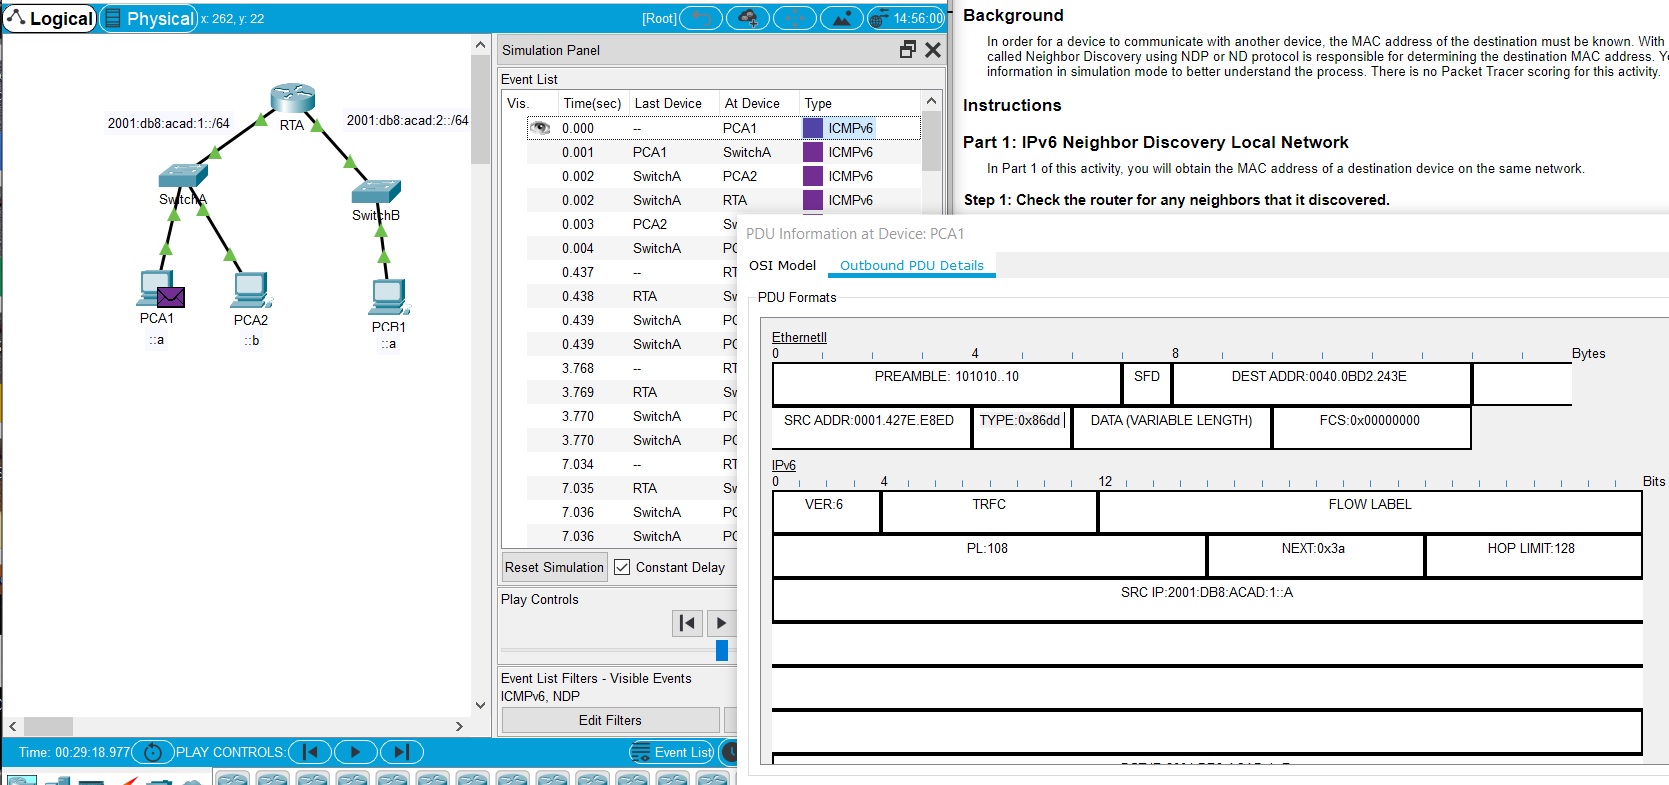 Logical
Physical
x: 262, y: 22
[Root]
14:56:00
2001:db8:acad:1::/64
2001:db8:acad:2::/64
RTA
SwitchA
SwitchB
PCA1
::a
PCA2
::b
PCB1
::a
Simulation Panel
Event List
Vis. Time(sec) Last Device At Device Type
0.000 -- PCA1 ICMPv6
0.001 PCA1 SwitchA ICMPv6
0.002 SwitchA PCA2 ICMPv6
0.002 SwitchA RTA ICMPv6
0.003 PCA2 Sw
0.004 SwitchA PC
0.437 -- RT
0.438 RTA Sw
0.439 SwitchA PC
0.439 SwitchA PC
3.768 -- RT
3.769 RTA Sw
3.770 SwitchA PC
3.770 SwitchA PC
7.034 -- RT
7.035 RTA Sw
7.036 SwitchA PC
7.036 SwitchA PC
Reset Simulation Constant Delay
Play Controls
Event List Filters - Visible Events
ICMPv6, NDP
Edit Filters
Time: 00:29:18.977 PLAY CONTROLS:
Event List
Background
In order for a device to communicate with another device, the MAC address of the destination must be known. With
called Neighbor Discovery using NDP or ND protocol is responsible for determining the destination MAC address. Y
information in simulation mode to better understand the process. There is no Packet Tracer scoring for this activity.
Instructions
Part 1: IPv6 Neighbor Discovery Local Network
In Part 1 of this activity, you will obtain the MAC address of a destination device on the same network.
Step 1: Check the router for any neighbors that it discovered.
PDU Information at Device: PCA1
OSI Model Outbound PDU Details
PDU Formats
EthernetII
0 4 8 Bytes
PREAMBLE: 101010..10 SFD DEST ADDR:0040.0BD2.243E
SRC ADDR:0001.427E.E8ED TYPE:0x86dd DATA (VARIABLE LENGTH) FCS:0x00000000
IPv6
0 4 12 Bits
VER:6 TRFC FLOW LABEL
PL:108 NEXT:0x3a HOP LIMIT:128
SRC IP:2001:DB8:ACAD:1::A